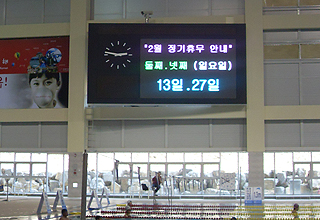 "2월 정기휴무 안내"
둘째.넷째 (일요일)
13일.27일